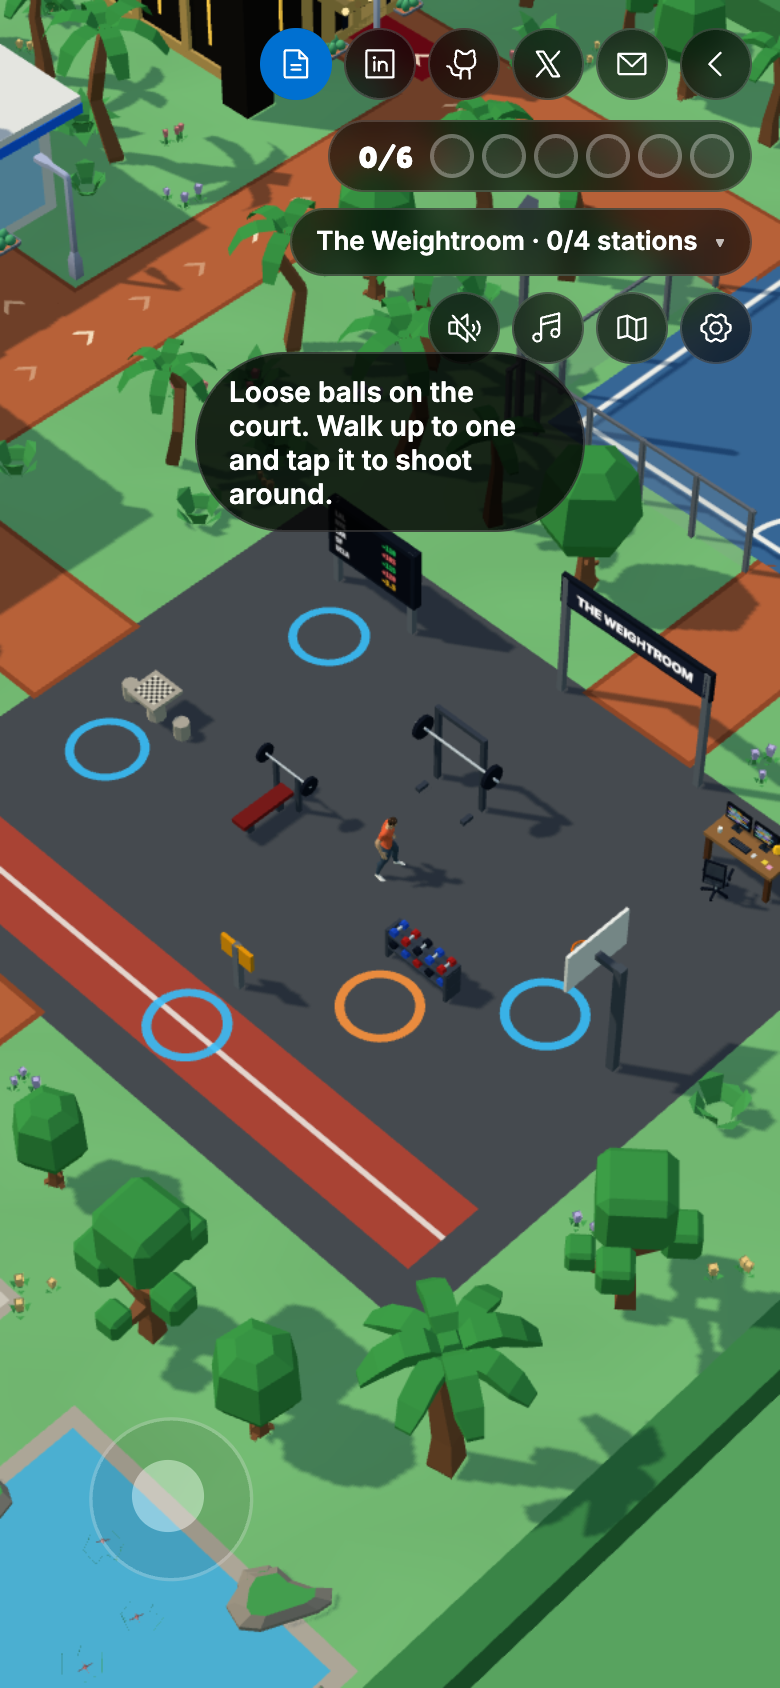 in
0/6
The Weightroom · 0/4 stations
Loose balls on the
court. Walk up to one
and tap it to shoot
around.
THE WEIGHTROOM